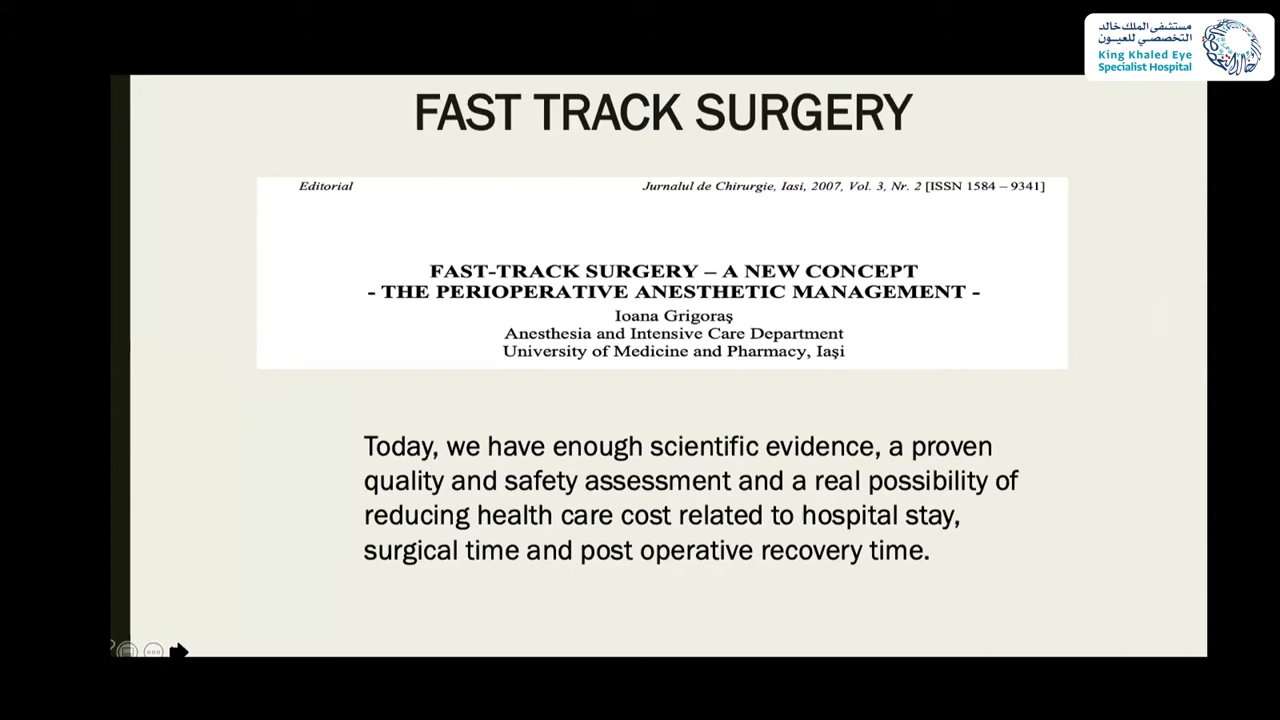 مستشفى الملك خالد
التخصصي للعيون
King Khaled Eye
Specialist Hospital
FAST TRACK SURGERY
Editorial
Jurnalul de Chirurgie, Iasi, 2007, Vol. 3, Nr. 2 [ISSN 1584 – 9341]
FAST-TRACK SURGERY – A NEW CONCEPT
- THE PERIOPERATIVE ANESTHETIC MANAGEMENT -
Ioana Grigoraş
Anesthesia and Intensive Care Department
University of Medicine and Pharmacy, Iaşi
Today, we have enough scientific evidence, a proven
quality and safety assessment and a real possibility of
reducing health care cost related to hospital stay,
surgical time and post operative recovery time.